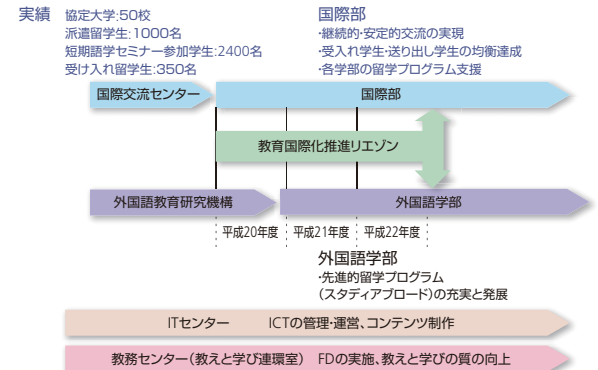 実績
協定大学:50校
派遣留学生:1000名
短期語学セミナー参加学生:2400名
受け入れ留学生:350名
国際部
・継続的・安定的交流の実現
・受入れ学生・送り出し学生の均衡達成
・各学部の留学プログラム支援
国際交流センター
国際部
教育国際化推進リエゾン
外国語教育研究機構
外国語学部
平成20年度
平成21年度
平成22年度
外国語学部
・先進的留学プログラム
(スタディアブロード)の充実と発展
ITセンター ICTの管理・運営、コンテンツ制作
教務センター(教えと学び連環室) FDの実施、教えと学びの質の向上